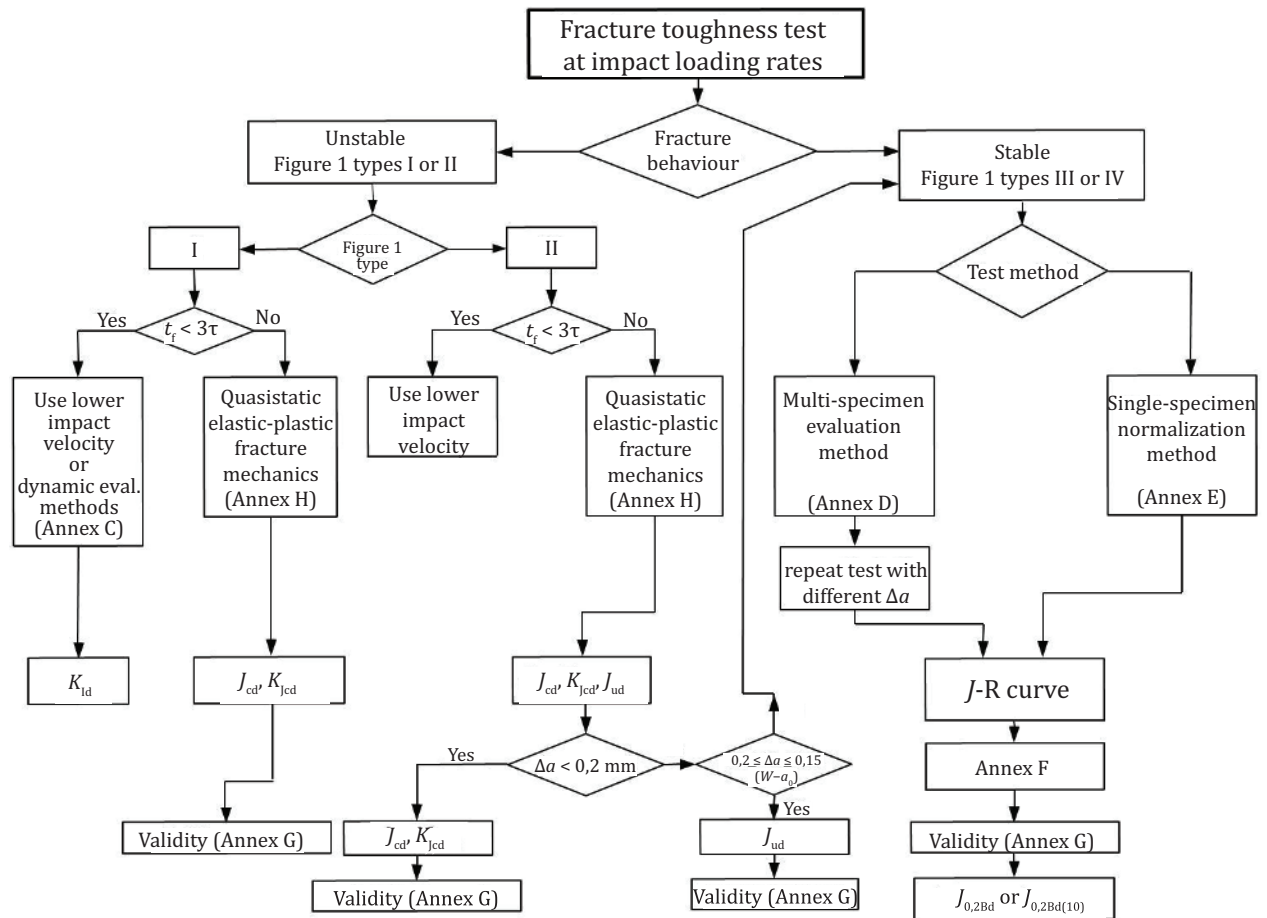 Fracture toughness test
at impact loading rates
Fracture
behaviour
Unstable
Figure 1 types I or II
Stable
Figure 1 types III or IV
Figure 1
type
I
II
Test method
Yes
t_f < 3τ
No
Yes
t_f < 3τ
No
Use lower
impact
velocity
or
dynamic eval.
methods
(Annex C)
Quasistatic
elastic-plastic
fracture
mechanics
(Annex H)
Use lower
impact
velocity
Quasistatic
elastic-plastic
fracture
mechanics
(Annex H)
Multi-specimen
evaluation
method
(Annex D)
Single-specimen
normalization
method
(Annex E)
repeat test with
different Δa
K_Id
J_cd, K_Jcd
J_cd, K_Jcd, J_ud
J-R curve
Yes
Δa < 0,2 mm
0,2 ≤ Δa ≤ 0,15
(W−a_0)
Yes
Annex F
Validity (Annex G)
J_cd, K_Jcd
J_ud
Validity (Annex G)
Validity (Annex G)
Validity (Annex G)
J_0,2Bd or J_0,2Bd(10)